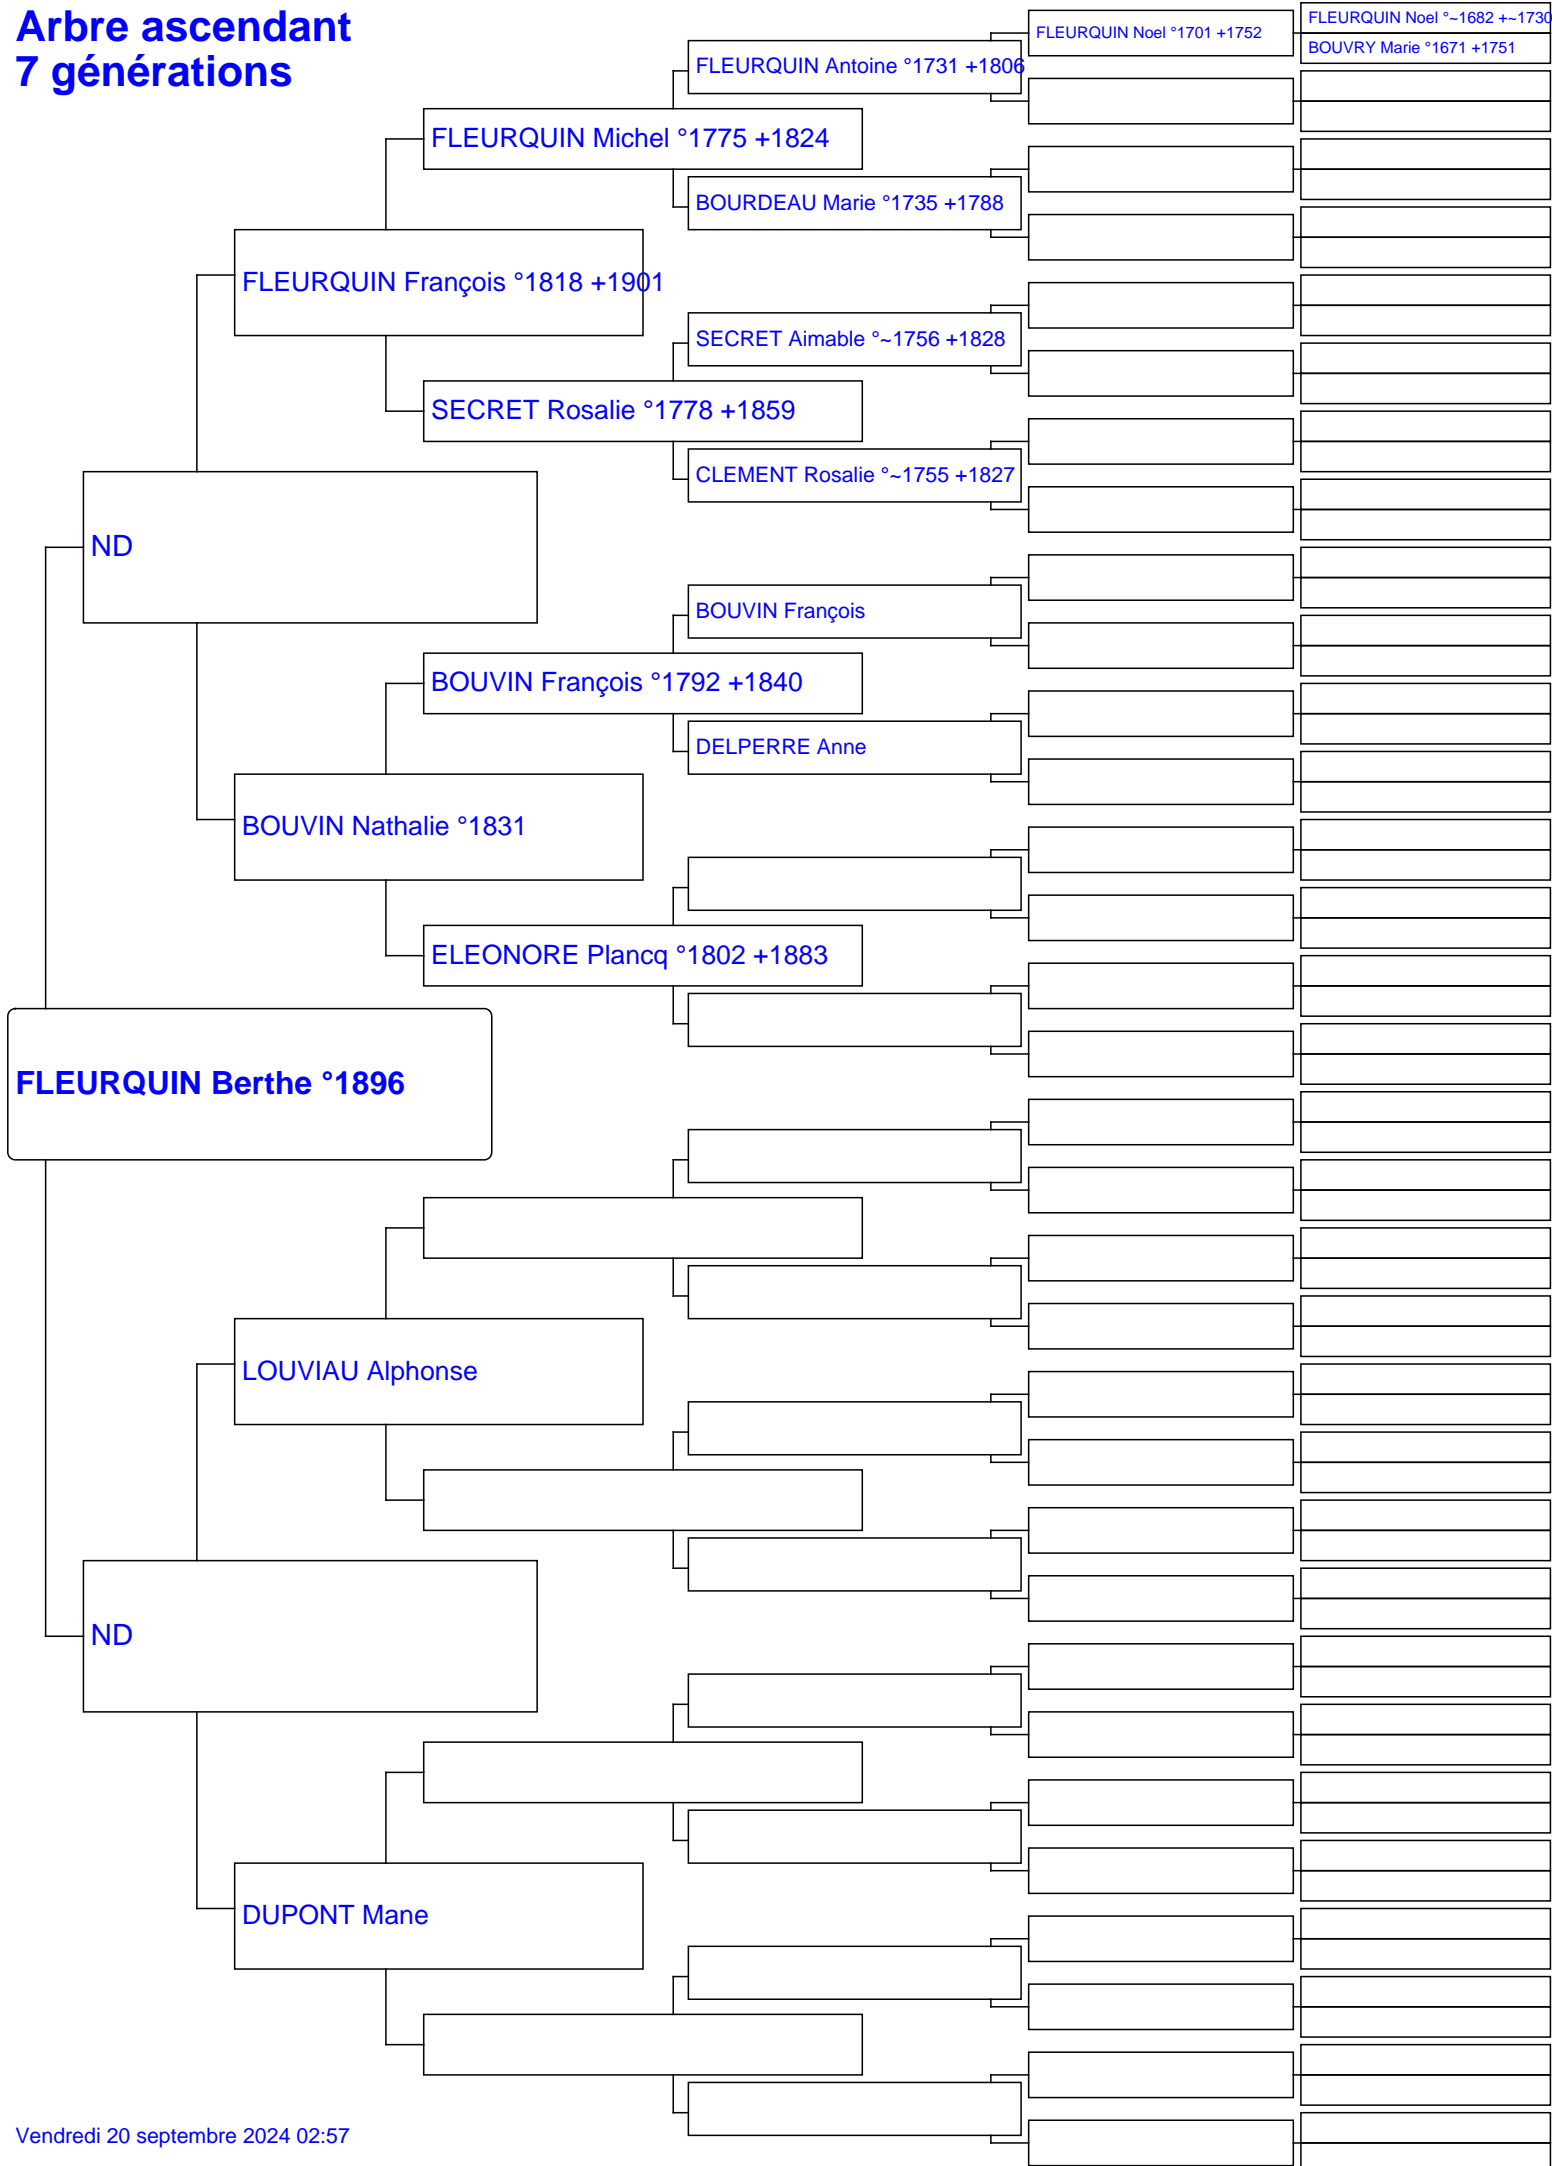 Arbre ascendant
7 générations
FLEURQUIN Noel °~1682 +~1730
FLEURQUIN Noel °1701 +1752
BOUVRY Marie °1671 +1751
FLEURQUIN Antoine °1731 +1806
FLEURQUIN Michel °1775 +1824
BOURDEAU Marie °1735 +1788
FLEURQUIN François °1818 +1901
SECRET Aimable °~1756 +1828
SECRET Rosalie °1778 +1859
CLEMENT Rosalie °~1755 +1827
ND
BOUVIN François
BOUVIN François °1792 +1840
DELPERRE Anne
BOUVIN Nathalie °1831
ELEONORE Plancq °1802 +1883
FLEURQUIN Berthe °1896
LOUVIAU Alphonse
ND
DUPONT Mane
Vendredi 20 septembre 2024 02:57